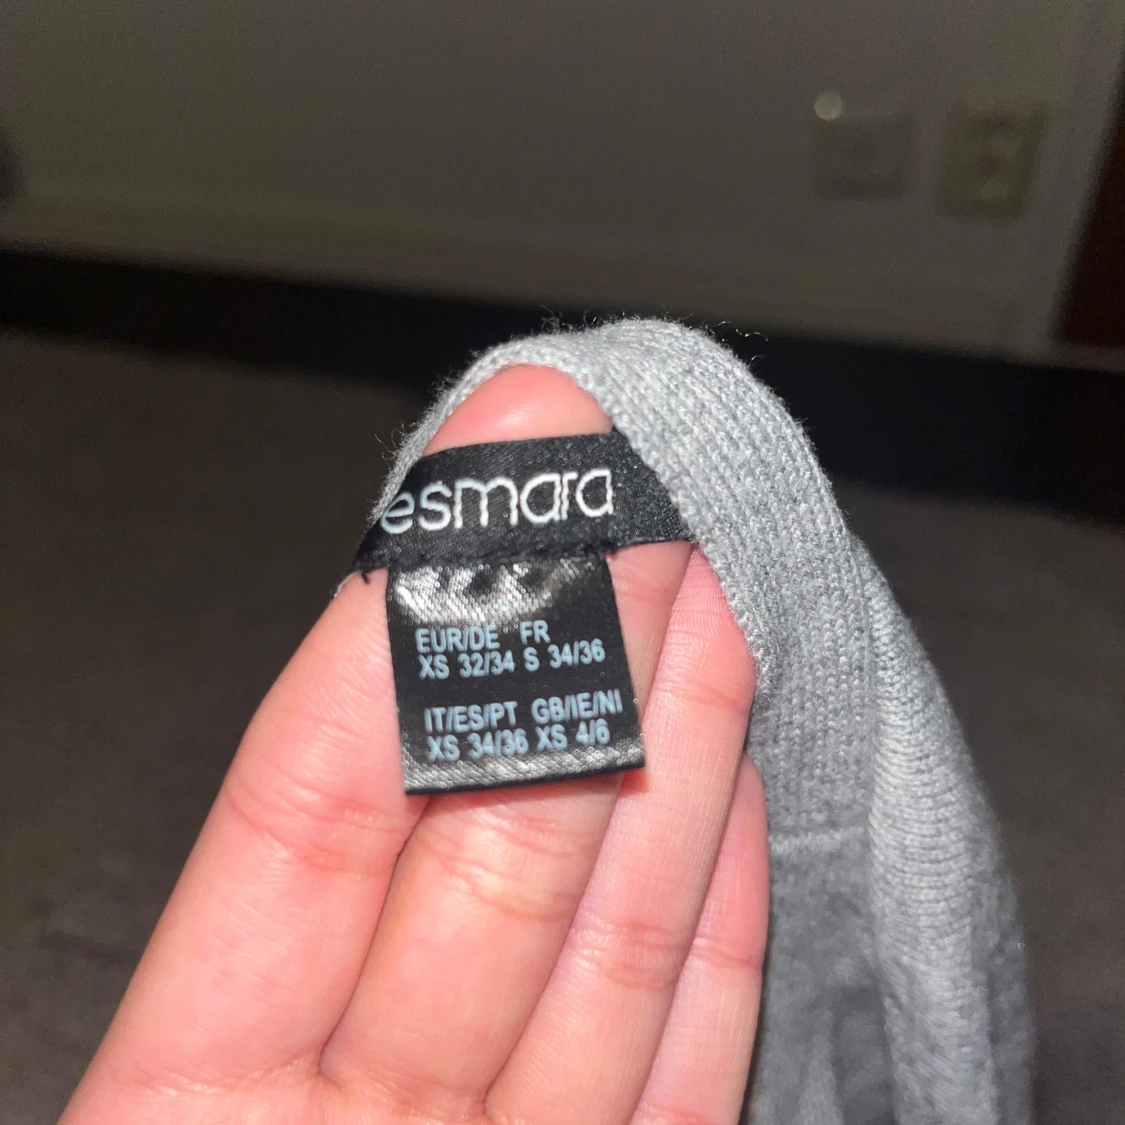 esmara
EUR/DE FR
XS 32/34 S 34/36
IT/ES/PT GB/IE/NI
XS 34/36 XS 4/6